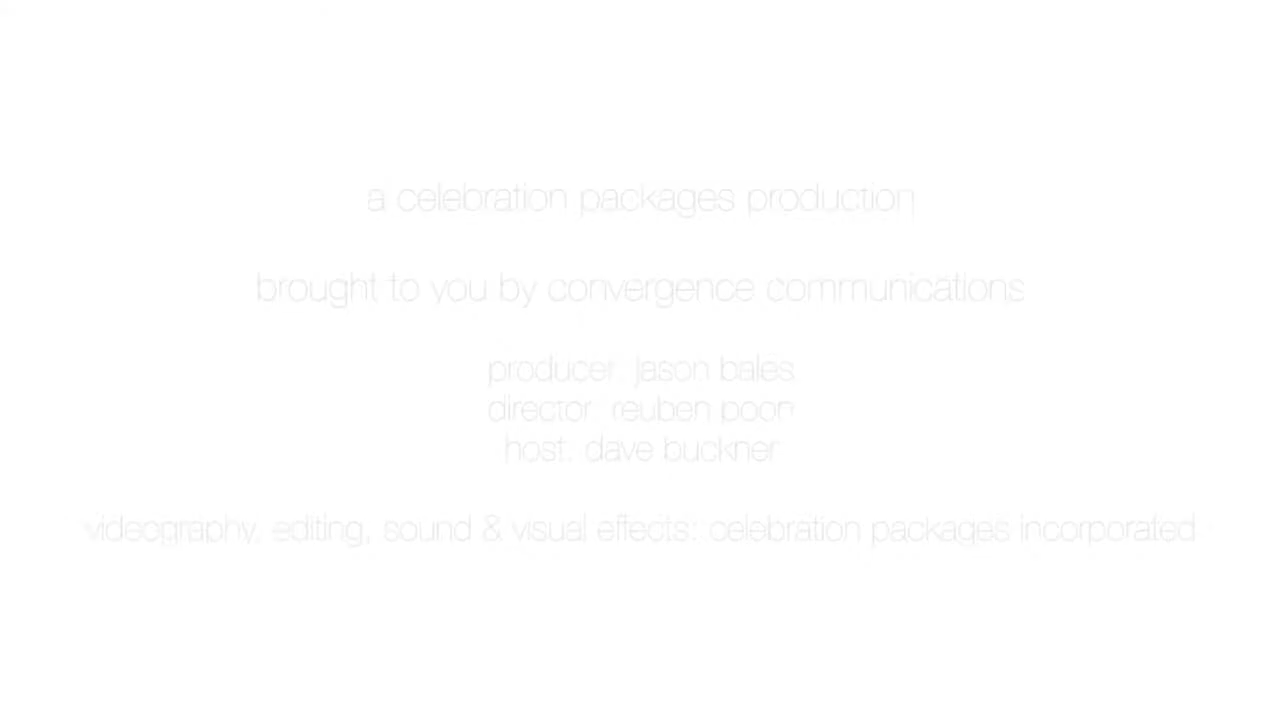 a celebration packages production
brought to you by convergence communications
producer: jason bales
director: reuben poon
host: dave buckner
videography, editing, sound & visual effects: celebration packages incorporated